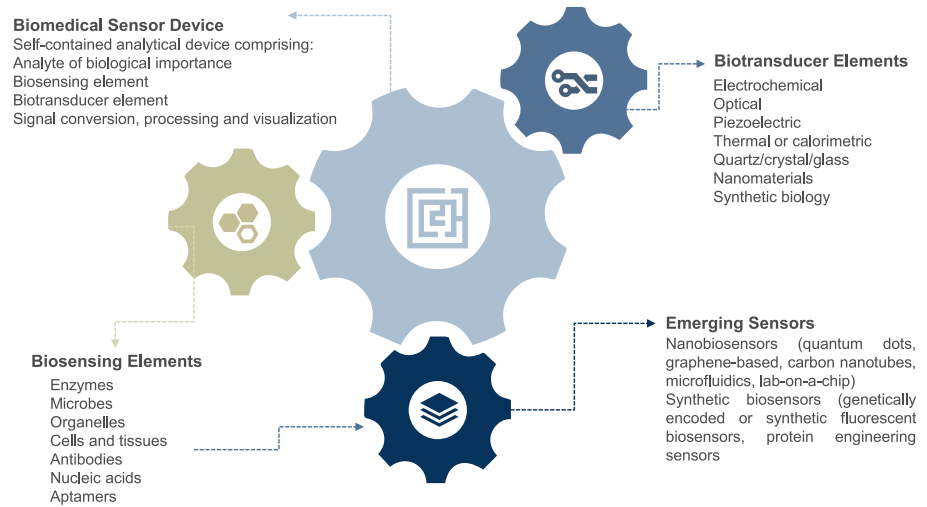 Biomedical Sensor Device
Self-contained analytical device comprising:
Analyte of biological importance
Biosensing element
Biotransducer element
Signal conversion, processing and visualization
Biotransducer Elements
Electrochemical
Optical
Piezoelectric
Thermal or calorimetric
Quartz/crystal/glass
Nanomaterials
Synthetic biology
Biosensing Elements
Enzymes
Microbes
Organelles
Cells and tissues
Antibodies
Nucleic acids
Aptamers
Emerging Sensors
Nanobiosensors (quantum dots,
graphene-based, carbon nanotubes,
microfluidics, lab-on-a-chip)
Synthetic biosensors (genetically
encoded or synthetic fluorescent
biosensors, protein engineering
sensors